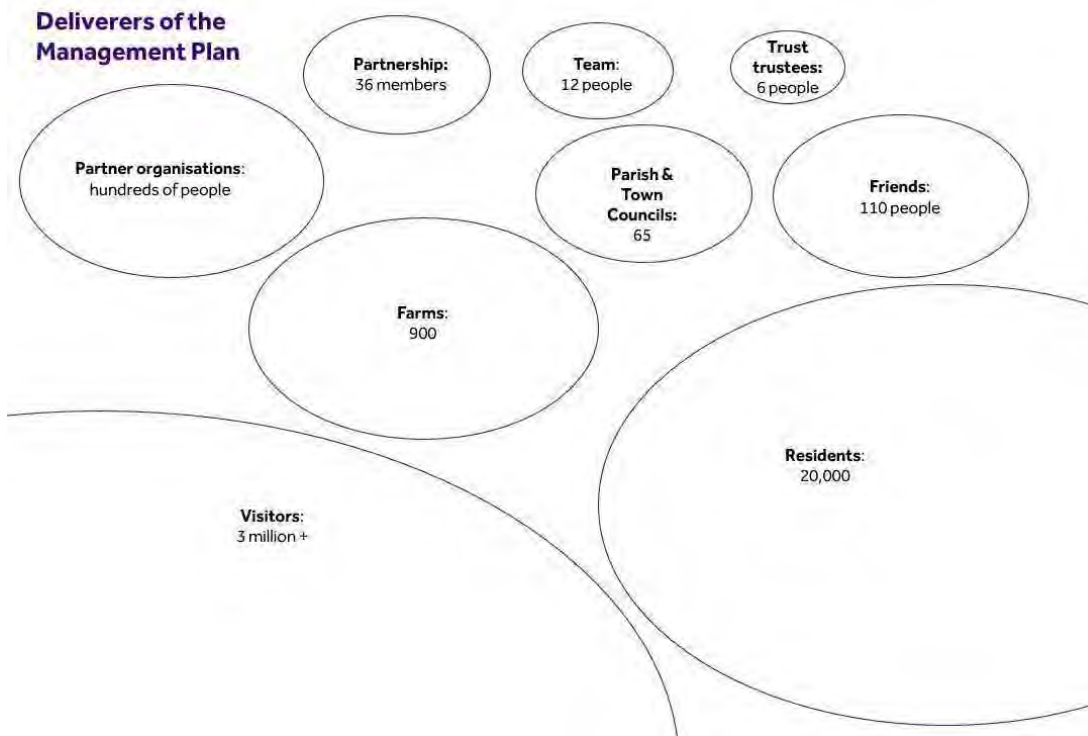 Deliverers of the
Management Plan
Partnership:
36 members
Team:
12 people
Trust
trustees:
6 people
Partner organisations:
hundreds of people
Parish &
Town
Councils:
65
Friends:
110 people
Farms:
900
Residents:
20,000
Visitors:
3 million +